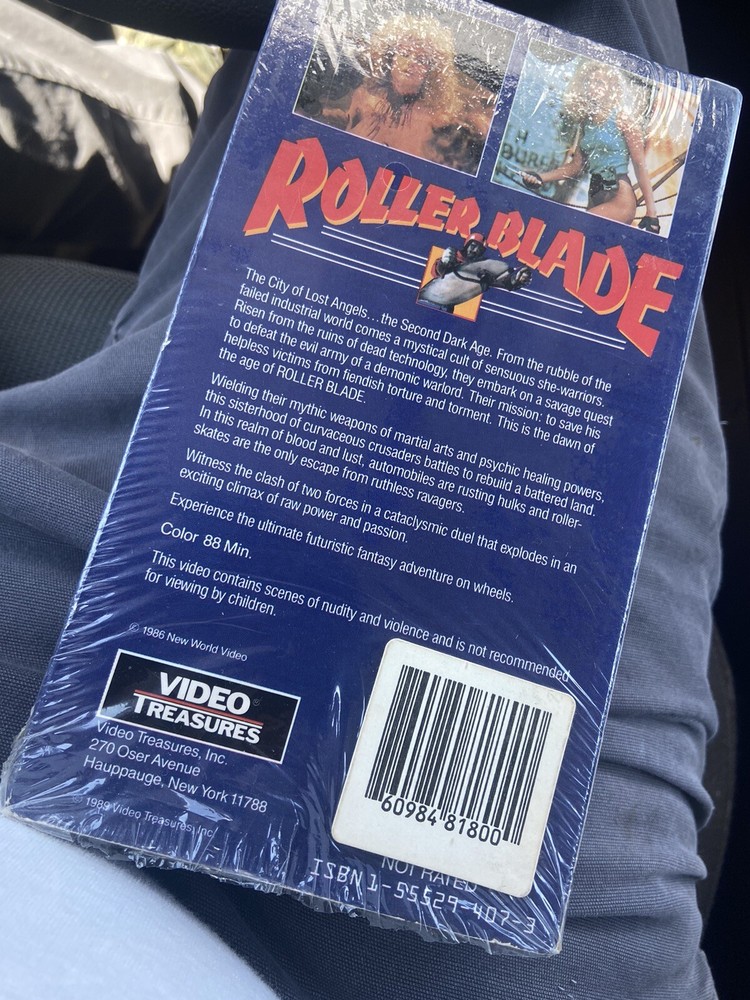 ROLLER BLADE
The City of Lost Angels...the Second Dark Age. From the rubble of the
failed industrial world comes a mystical cult of sensuous she-warriors.
Risen from the ruins of dead technology, they embark on a savage quest
to defeat the evil army of a demonic warlord. Their mission: to save his
helpless victims from fiendish torture and torment. This is the dawn of
the age of ROLLER BLADE.
Wielding their mythic weapons of martial arts and psychic healing powers,
this sisterhood of curvaceous crusaders battles to rebuild a battered land.
In this realm of blood and lust, automobiles are rusting hulks and roller-
skates are the only escape from ruthless ravagers.
Witness the clash of two forces in a cataclysmic duel that explodes in an
exciting climax of raw power and passion.
Experience the ultimate futuristic fantasy adventure on wheels.
Color 88 Min.
This video contains scenes of nudity and violence and is not recommended
for viewing by children.
© 1986 New World Video
VIDEO
TREASURES
Video Treasures, Inc.
270 Oser Avenue
Hauppauge, New York 11788
© 1989 Video Treasures, Inc.
60984 81800
NOT RATED
ISBN 1-55529-407-3